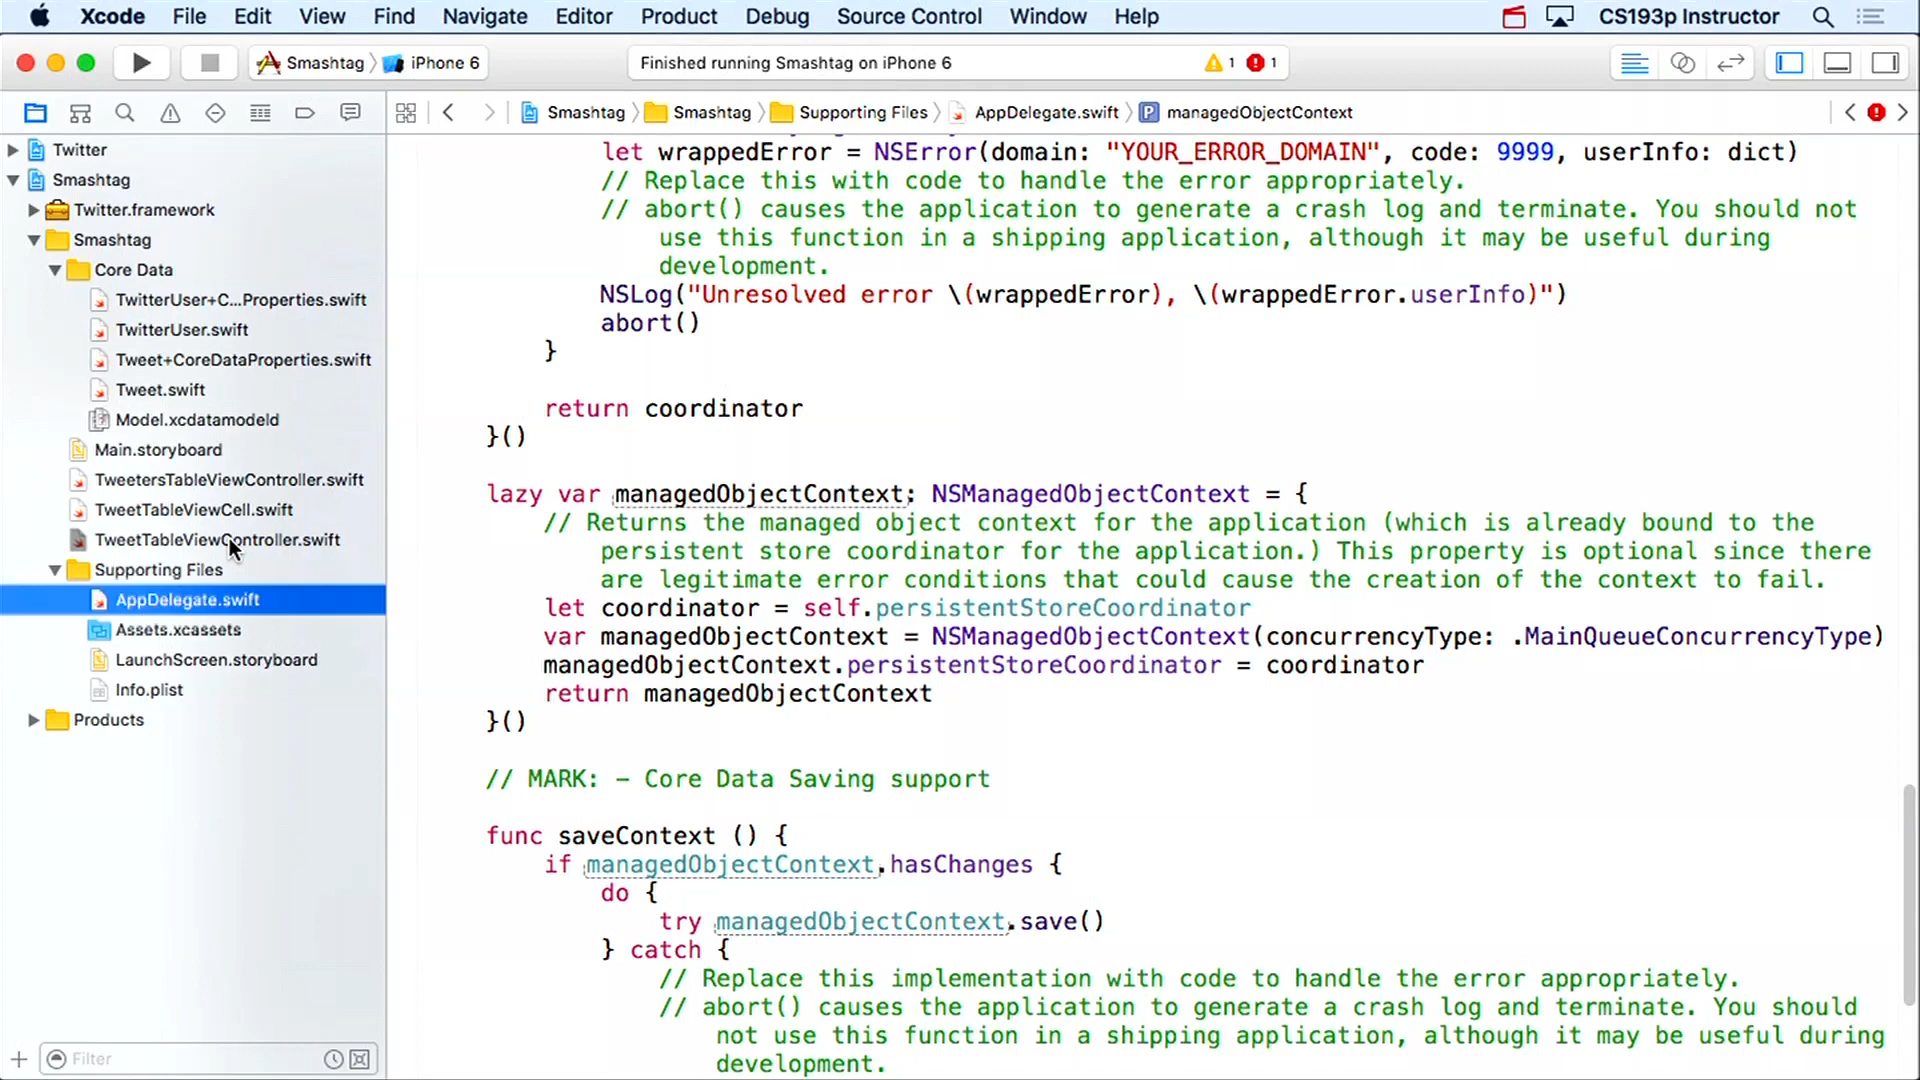 Xcode File Edit View Find Navigate Editor Product Debug Source Control Window Help CS193p Instructor
Smashtag iPhone 6 Finished running Smashtag on iPhone 6 1 1
Smashtag Smashtag Supporting Files AppDelegate.swift P managedObjectContext
Twitter
Smashtag
Twitter.framework
Smashtag
Core Data
TwitterUser+C...Properties.swift
TwitterUser.swift
Tweet+CoreDataProperties.swift
Tweet.swift
Model.xcdatamodeld
Main.storyboard
TweetersTableViewController.swift
TweetTableViewCell.swift
TweetTableViewController.swift
Supporting Files
AppDelegate.swift
Assets.xcassets
LaunchScreen.storyboard
Info.plist
Products
Filter
let wrappedError = NSError(domain: "YOUR_ERROR_DOMAIN", code: 9999, userInfo: dict)
// Replace this with code to handle the error appropriately.
// abort() causes the application to generate a crash log and terminate. You should not
use this function in a shipping application, although it may be useful during
development.
NSLog("Unresolved error \(wrappedError), \(wrappedError.userInfo)")
abort()
}
return coordinator
}()
lazy var managedObjectContext: NSManagedObjectContext = {
// Returns the managed object context for the application (which is already bound to the
persistent store coordinator for the application.) This property is optional since there
are legitimate error conditions that could cause the creation of the context to fail.
let coordinator = self.persistentStoreCoordinator
var managedObjectContext = NSManagedObjectContext(concurrencyType: .MainQueueConcurrencyType)
managedObjectContext.persistentStoreCoordinator = coordinator
return managedObjectContext
}()
// MARK: - Core Data Saving support
func saveContext () {
if managedObjectContext.hasChanges {
do {
try managedObjectContext.save()
} catch {
// Replace this implementation with code to handle the error appropriately.
// abort() causes the application to generate a crash log and terminate. You should
not use this function in a shipping application, although it may be useful during
development.